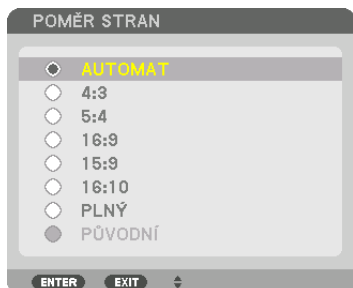 POMĚR STRAN
AUTOMAT
4:3
5:4
16:9
15:9
16:10
PLNÝ
PŮVODNÍ
ENTER EXIT